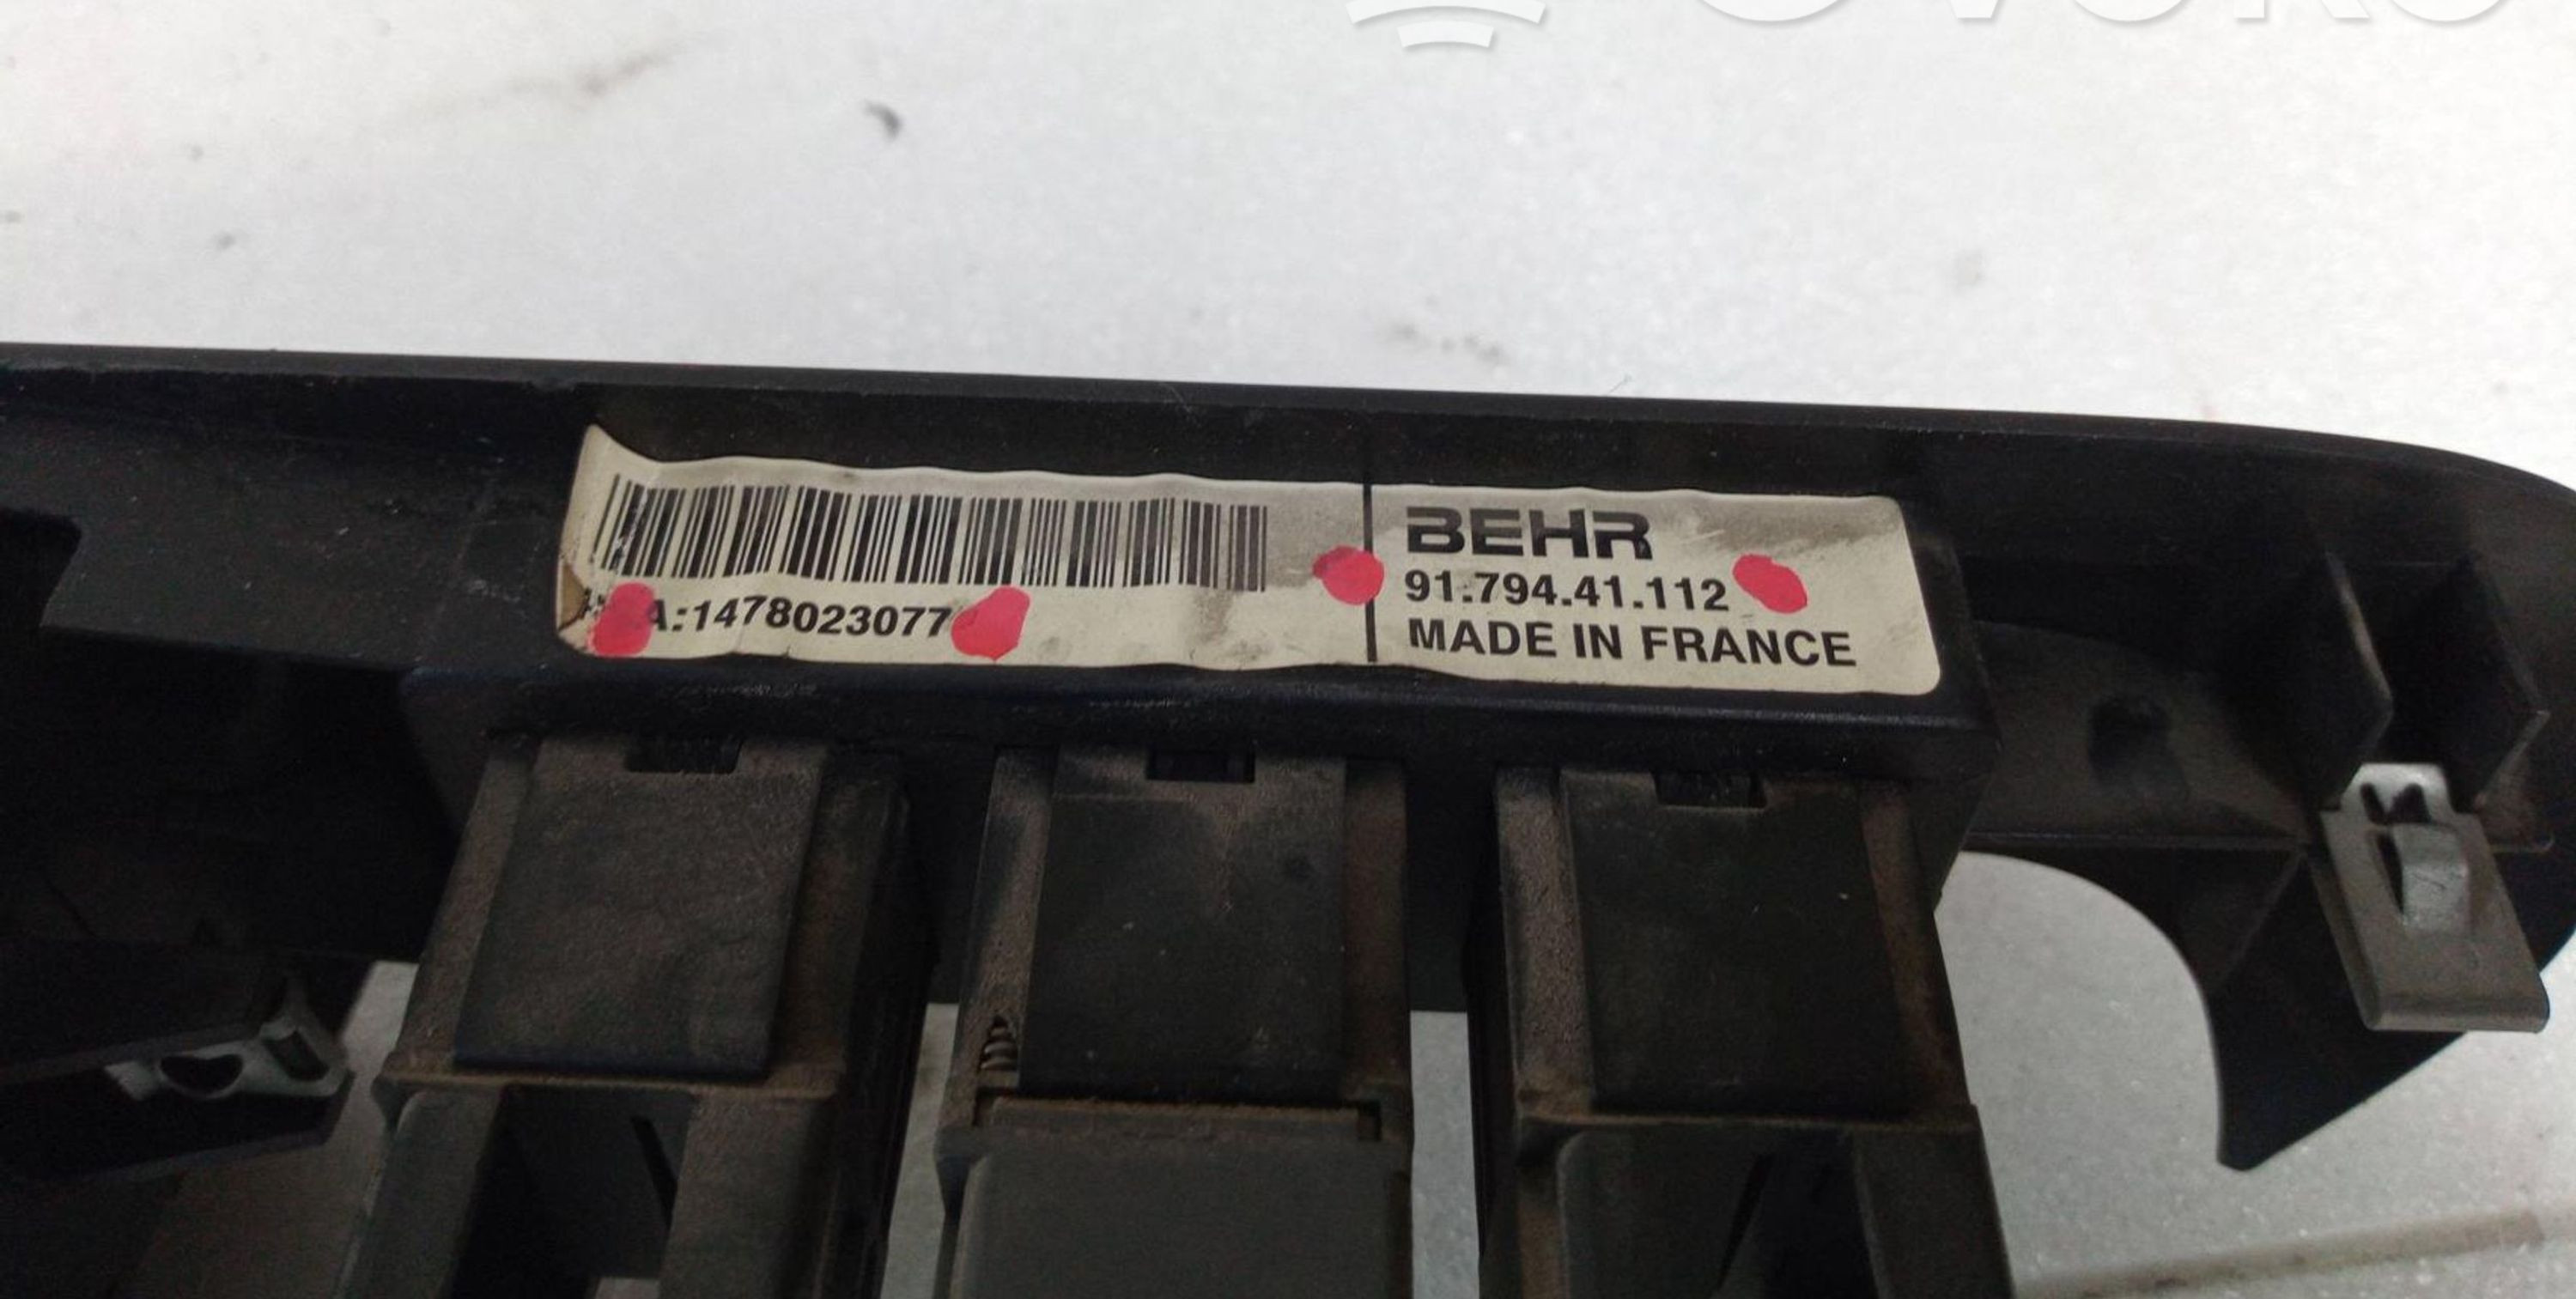 A:1478023077
BEHR
91.794.41.112
MADE IN FRANCE